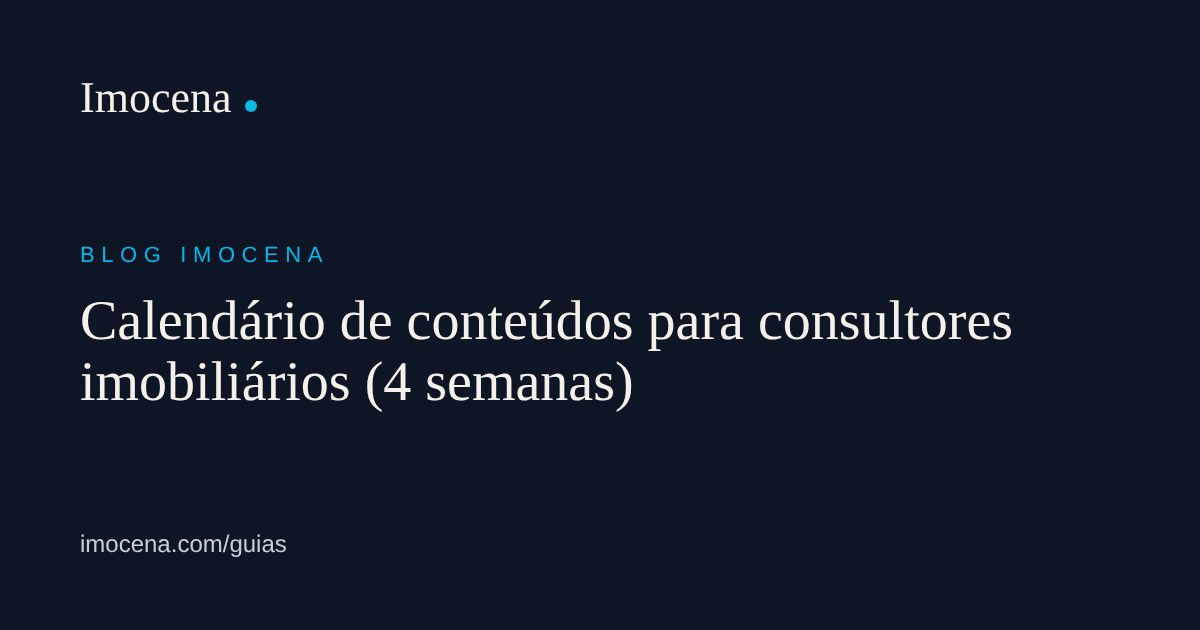 Imocena
BLOG IMOCENA
Calendário de conteúdos para consultores
imobiliários (4 semanas)
imocena.com/guias